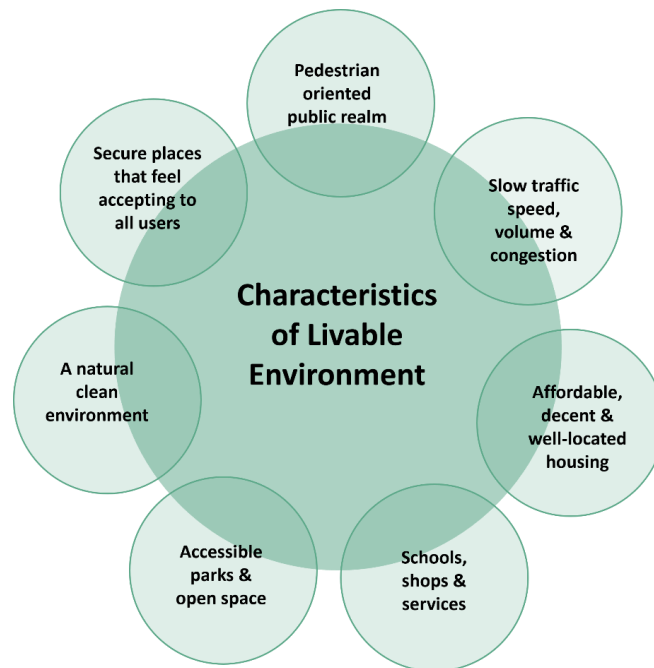 Pedestrian
oriented
public realm
Secure places
that feel
accepting to
all users
Slow traffic
speed,
volume &
congestion
Characteristics
of Livable
Environment
A natural
clean
environment
Affordable,
decent &
well-located
housing
Accessible
parks &
open space
Schools,
shops &
services